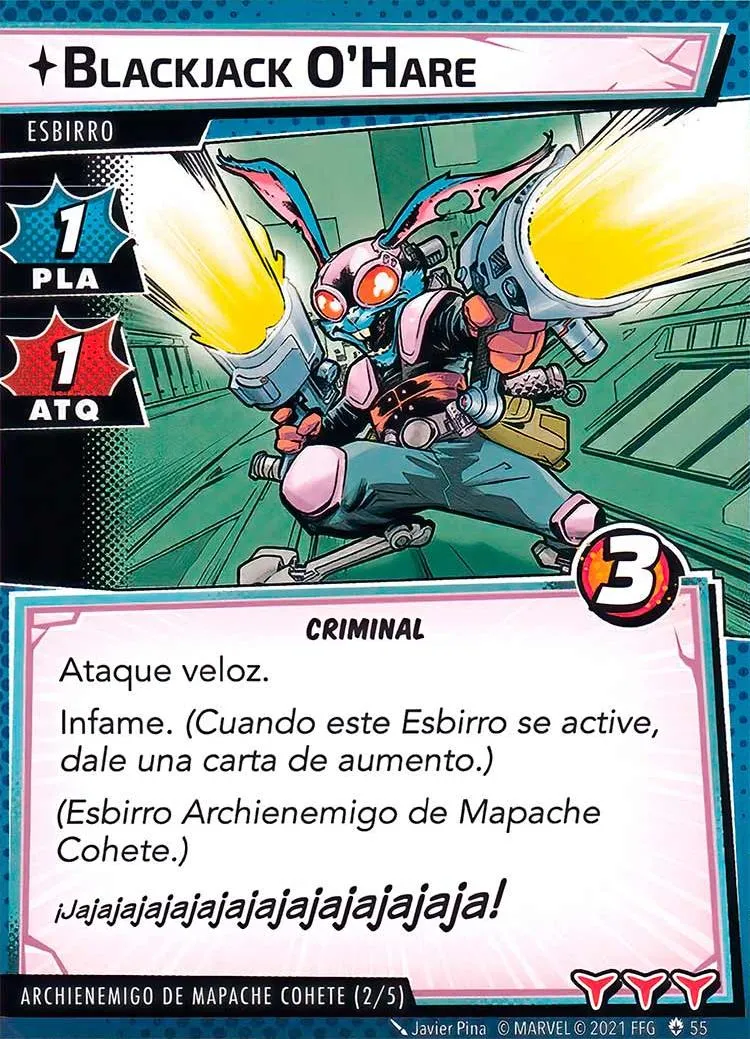 BLACKJACK O'HARE
ESBIRRO
1
PLA
1
ATQ
3
CRIMINAL
Ataque veloz.
Infame. (Cuando este Esbirro se active,
dale una carta de aumento.)
(Esbirro Archienemigo de Mapache
Cohete.)
¡Jajajajajajajajajajajajajaja!
ARCHIENEMIGO DE MAPACHE COHETE (2/5)
Javier Pina © MARVEL © 2021 FFG 55